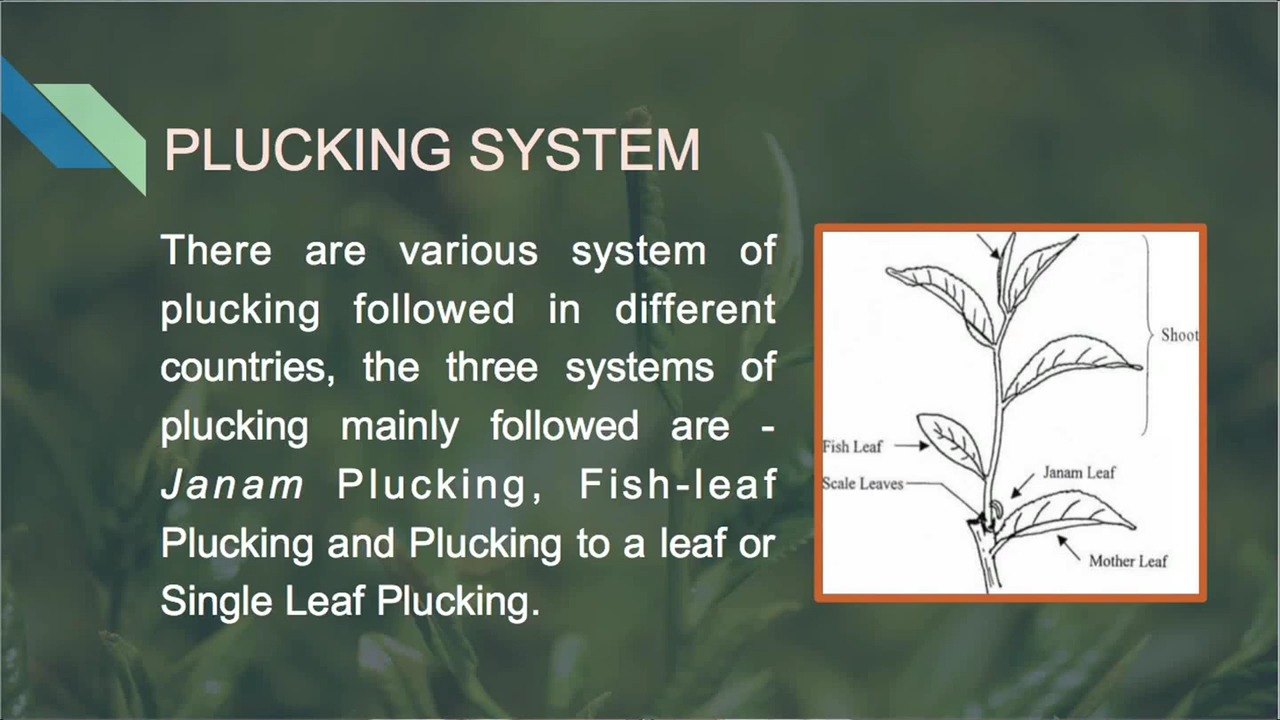 PLUCKING SYSTEM
There are various system of
plucking followed in different
countries, the three systems of
plucking mainly followed are -
Janam Plucking, Fish-leaf
Plucking and Plucking to a leaf or
Single Leaf Plucking.
Shoot
Fish Leaf
Janam Leaf
Scale Leaves
Mother Leaf